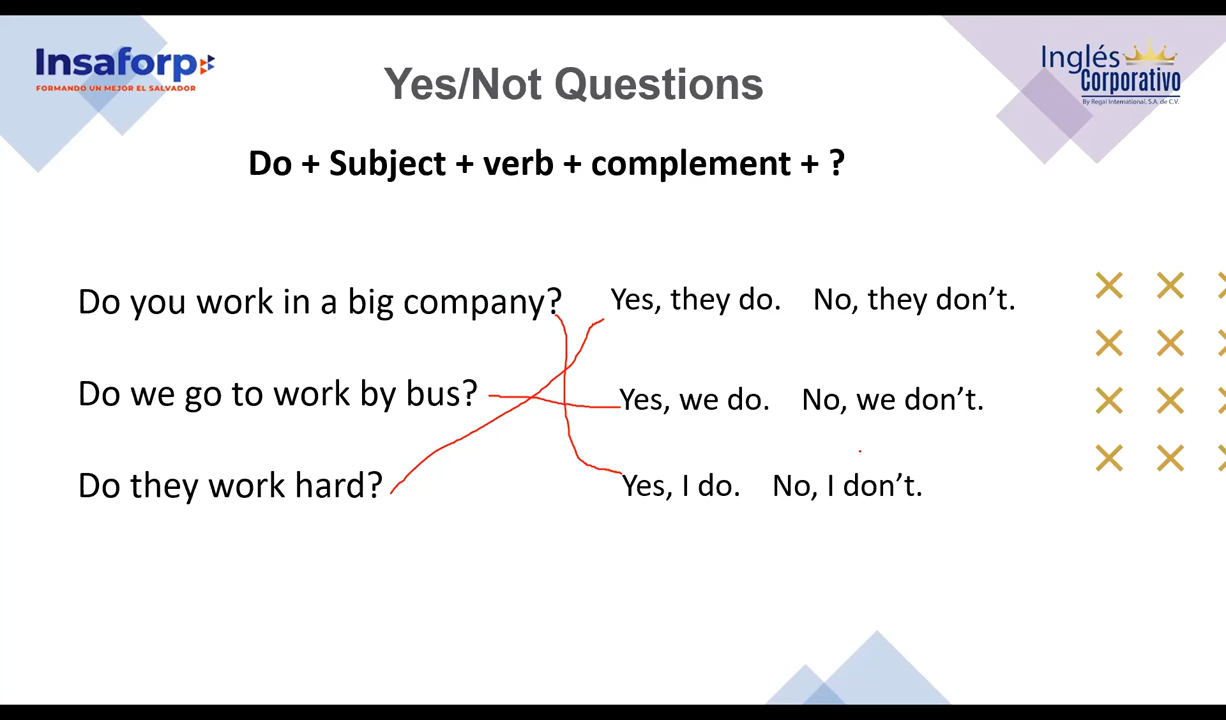 Insaforp
FORMANDO UN MEJOR EL SALVADOR
Inglés
Corporativo
By Regal International, S.A. de C.V.
Yes/Not Questions
Do + Subject + verb + complement + ?
Do you work in a big company? Yes, they do. No, they don’t.
Do we go to work by bus? Yes, we do. No, we don’t.
Do they work hard? Yes, I do. No, I don’t.